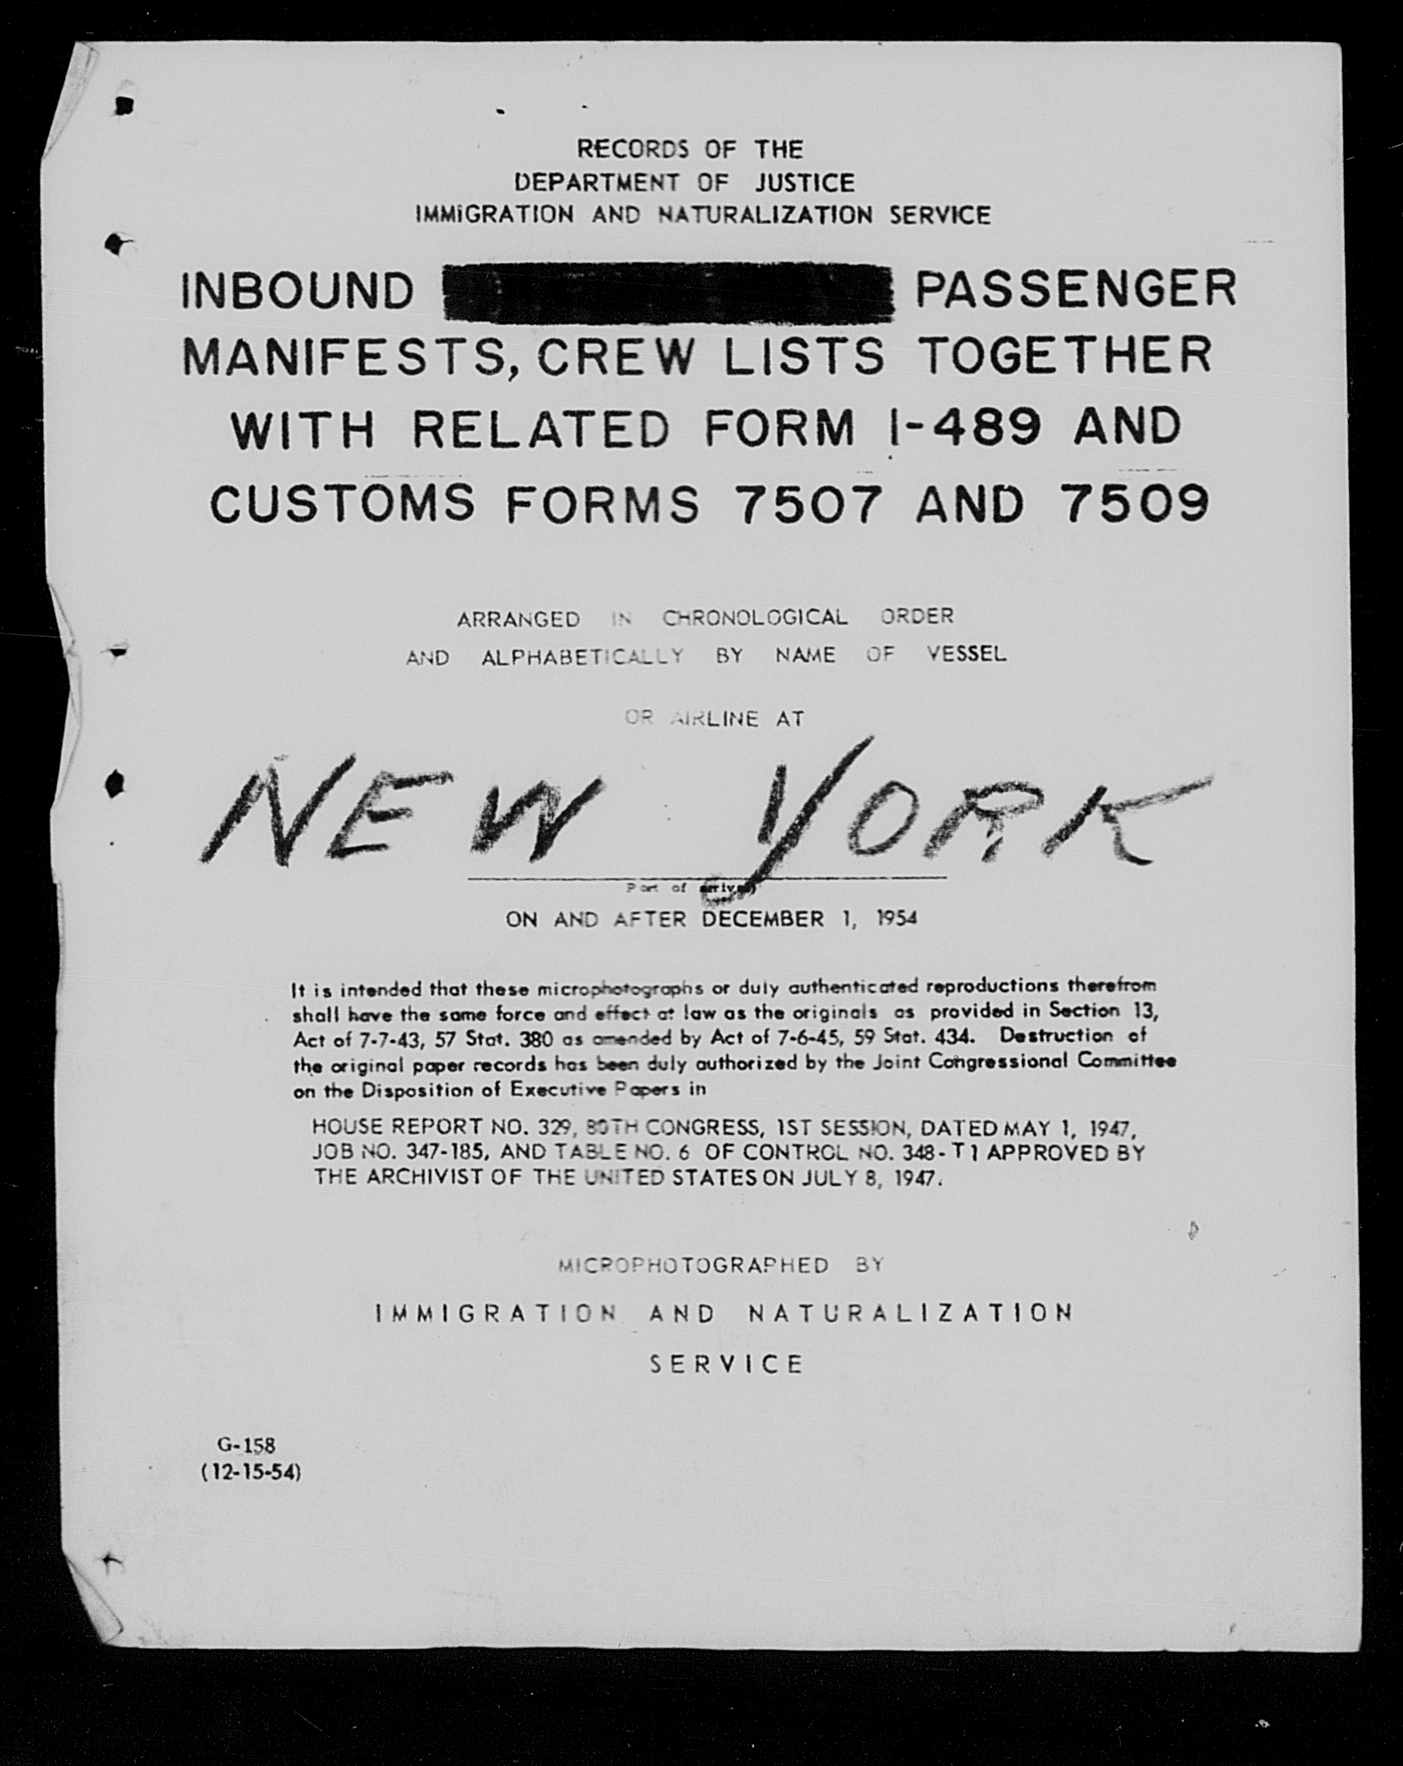 RECORDS OF THE
DEPARTMENT OF JUSTICE
IMMIGRATION AND NATURALIZATION SERVICE
INBOUND PASSENGER
MANIFESTS, CREW LISTS TOGETHER
WITH RELATED FORM I-489 AND
CUSTOMS FORMS 7507 AND 7509
ARRANGED IN CHRONOLOGICAL ORDER
AND ALPHABETICALLY BY NAME OF VESSEL
OR AIRLINE AT
NEW YORK
Port of arrival)
ON AND AFTER DECEMBER 1, 1954
It is intended that these microphotographs or duly authenticated reproductions therefrom
shall have the same force and effect at law as the originals as provided in Section 13,
Act of 7-7-43, 57 Stat. 380 as amended by Act of 7-6-45, 59 Stat. 434. Destruction of
the original paper records has been duly authorized by the Joint Congressional Committee
on the Disposition of Executive Papers in
HOUSE REPORT NO. 329, 80TH CONGRESS, 1ST SESSION, DATED MAY 1, 1947,
JOB NO. 347-185, AND TABLE NO. 6 OF CONTROL NO. 348-T1 APPROVED BY
THE ARCHIVIST OF THE UNITED STATES ON JULY 8, 1947.
MICROPHOTOGRAPHED BY
IMMIGRATION AND NATURALIZATION
SERVICE
G-158
(12-15-54)